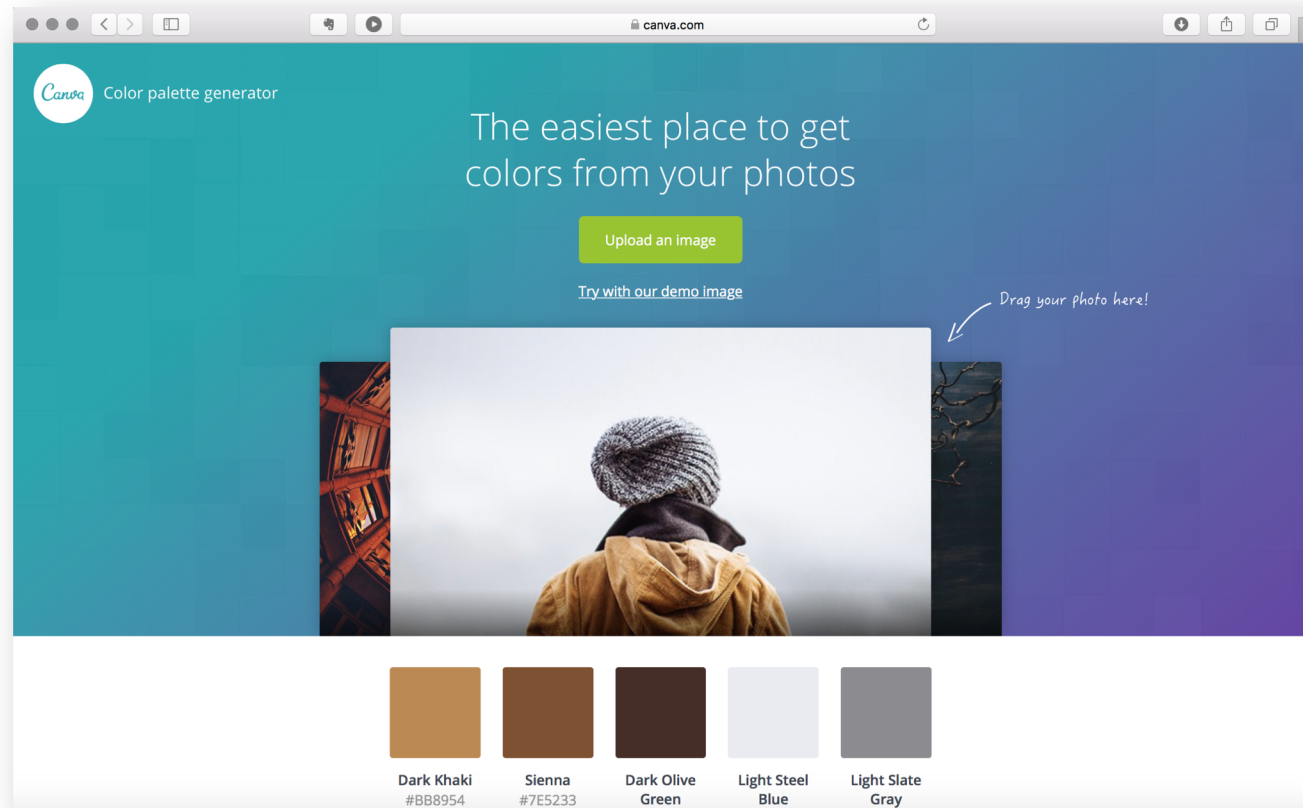 canva.com
Canva
Color palette generator
The easiest place to get
colors from your photos
Upload an image
Try with our demo image
Drag your photo here!
Dark Khaki
#BB8954
Sienna
#7E5233
Dark Olive
Green
Light Steel
Blue
Light Slate
Gray